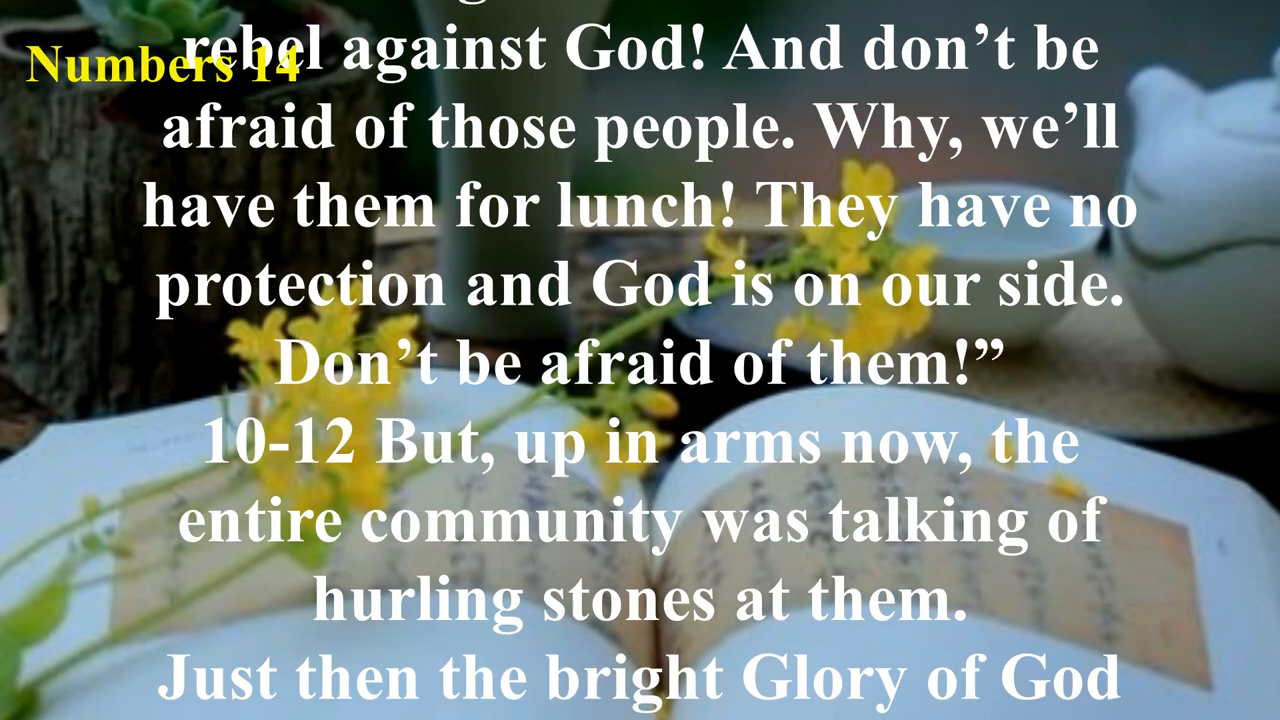 Numbers 14
rebel against God! And don’t be
afraid of those people. Why, we’ll
have them for lunch! They have no
protection and God is on our side.
Don’t be afraid of them!”
10-12 But, up in arms now, the
entire community was talking of
hurling stones at them.
Just then the bright Glory of God